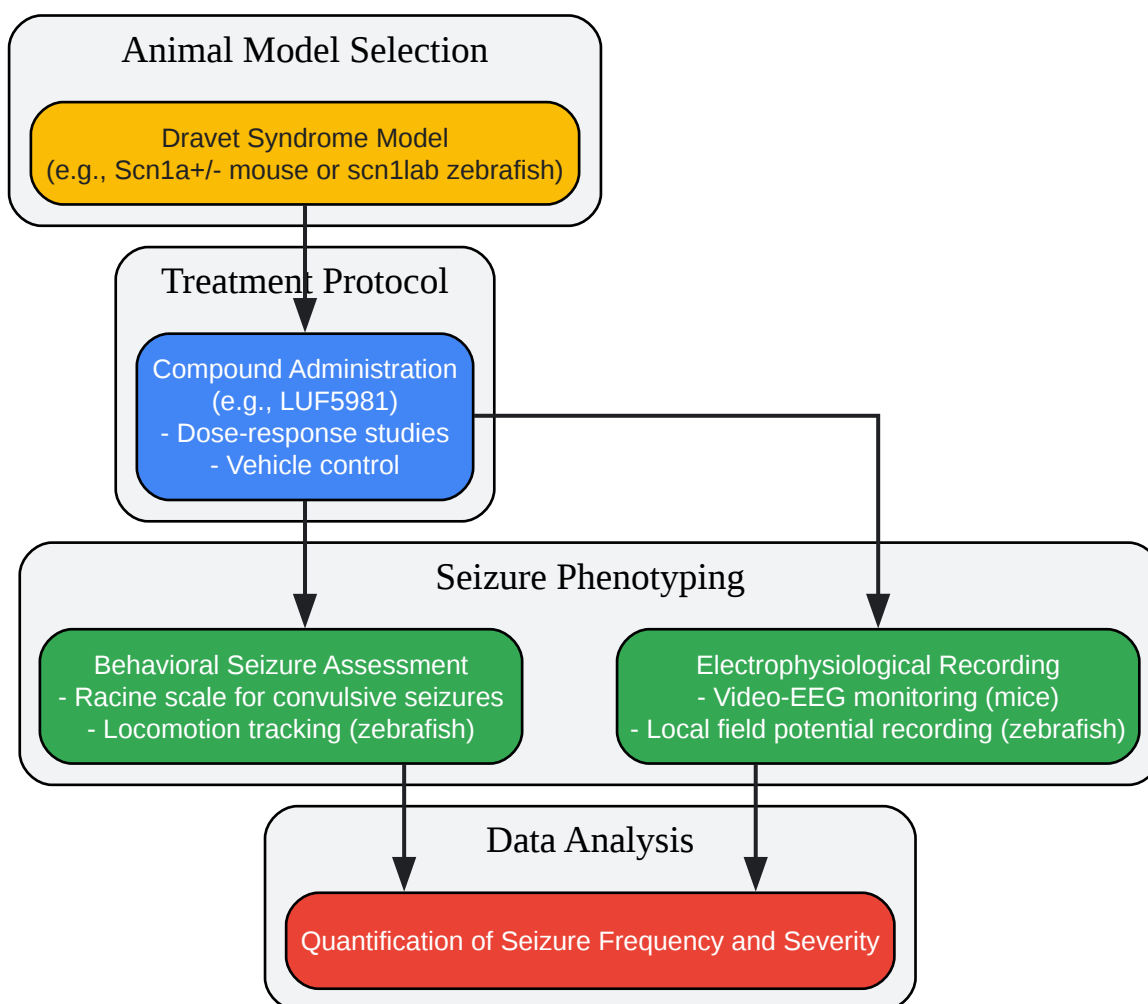 Animal Model Selection
Dravet Syndrome Model
(e.g., Scn1a+/- mouse or scn1lab zebrafish)
Treatment Protocol
Compound Administration
(e.g., LUF5981)
- Dose-response studies
- Vehicle control
Seizure Phenotyping
Behavioral Seizure Assessment
- Racine scale for convulsive seizures
- Locomotion tracking (zebrafish)
Electrophysiological Recording
- Video-EEG monitoring (mice)
- Local field potential recording (zebrafish)
Data Analysis
Quantification of Seizure Frequency and Severity